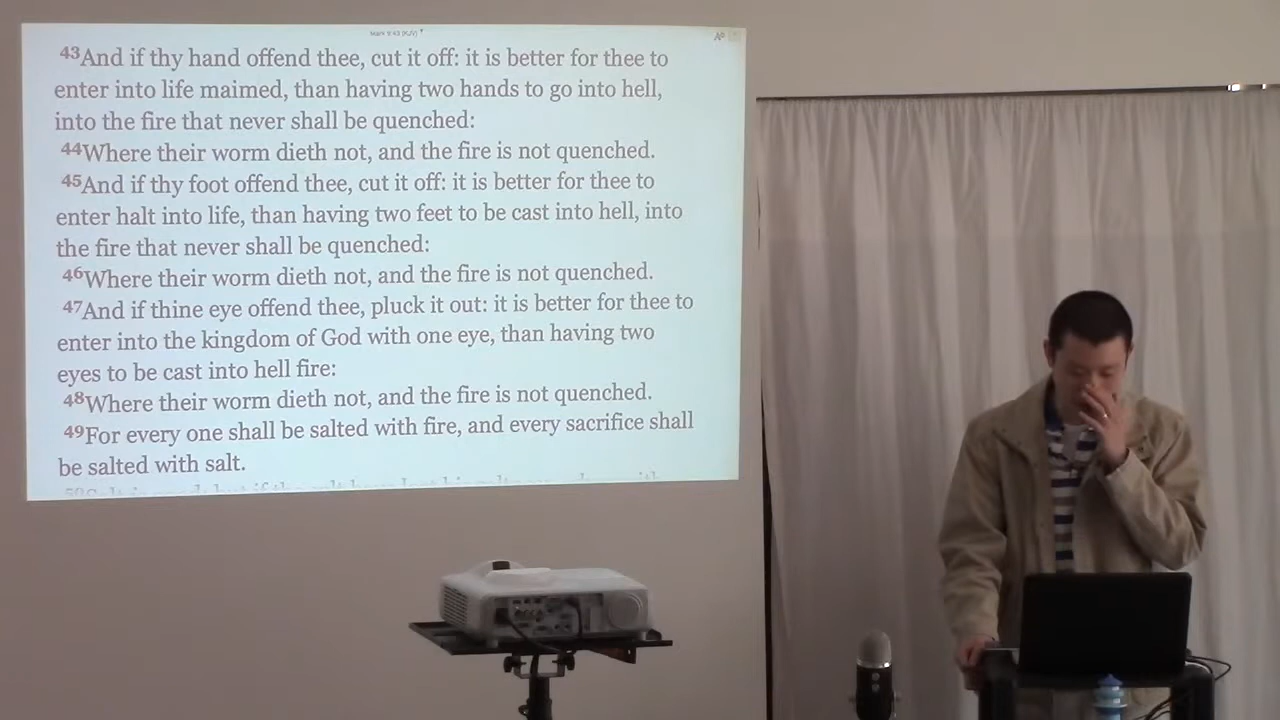 Mark 9:43 (KJV)
43And if thy hand offend thee, cut it off: it is better for thee to
enter into life maimed, than having two hands to go into hell,
into the fire that never shall be quenched:
44Where their worm dieth not, and the fire is not quenched.
45And if thy foot offend thee, cut it off: it is better for thee to
enter halt into life, than having two feet to be cast into hell, into
the fire that never shall be quenched:
46Where their worm dieth not, and the fire is not quenched.
47And if thine eye offend thee, pluck it out: it is better for thee to
enter into the kingdom of God with one eye, than having two
eyes to be cast into hell fire:
48Where their worm dieth not, and the fire is not quenched.
49For every one shall be salted with fire, and every sacrifice shall
be salted with salt.